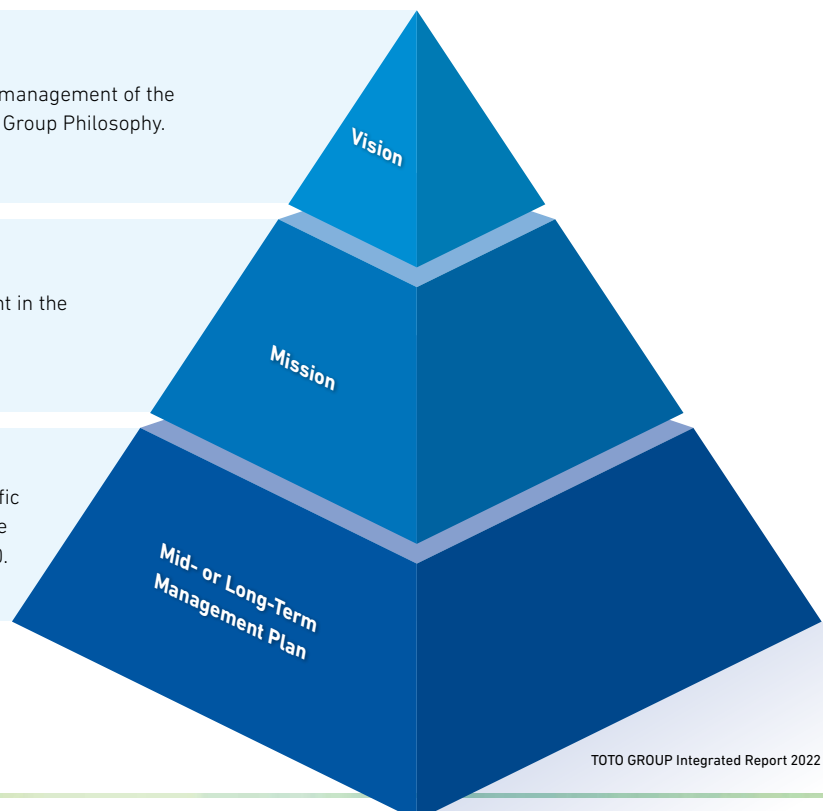 management of the
Group Philosophy.
Vision
nt in the
Mission
fic
e
).
Mid- or Long-Term
Management Plan
TOTO GROUP Integrated Report 2022